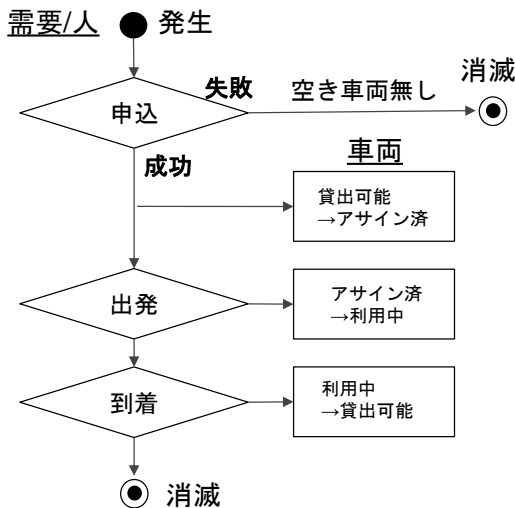 需要/人
発生
申込
失敗
空き車両無し
消滅
成功
車両
貸出可能
→アサイン済
出発
アサイン済
→利用中
到着
利用中
→貸出可能
消滅